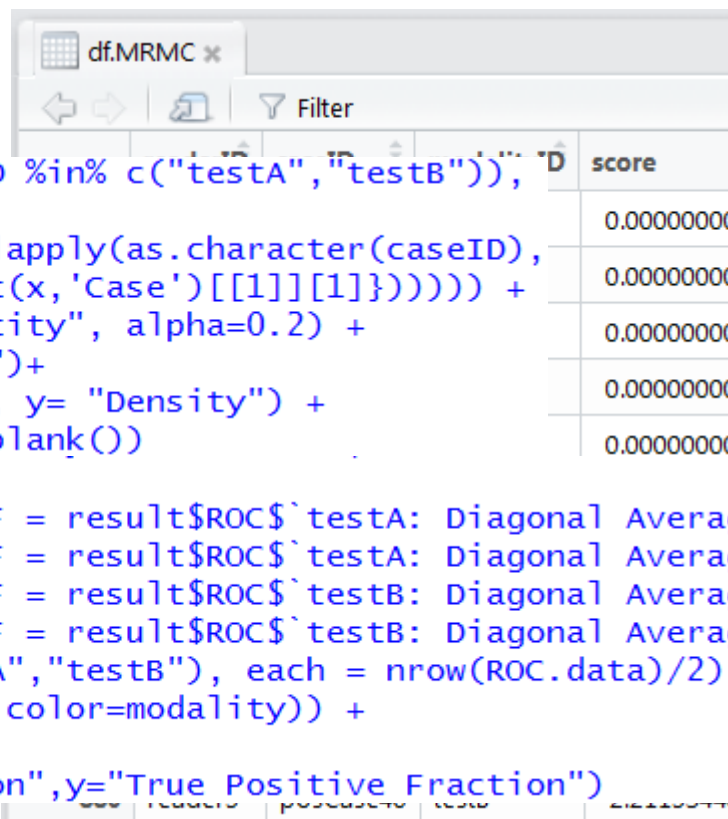 df.MRMC
Filter
score
%in% c("testA","testB")),
0.00000000
apply(as.character(caseID),
(x,'Case')[[1]][1]})))))) +
0.00000000
ity", alpha=0.2) +
0.00000000
")+
y= "Density") +
0.00000000
blank())
0.00000000
= result$ROC$`testA: Diagonal Avera
= result$ROC$`testA: Diagonal Avera
= result$ROC$`testB: Diagonal Avera
= result$ROC$`testB: Diagonal Avera
","testB"), each = nrow(ROC.data)/2)
color=modality)) +
on",y="True Positive Fraction")